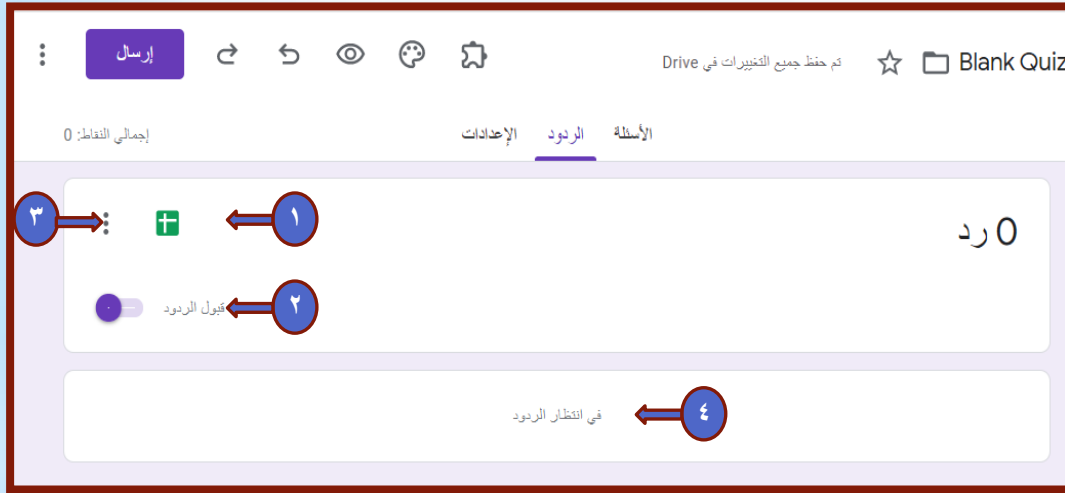 Blank Quiz تم حفظ جميع التغييرات في Drive إرسال
الأسئلة الردود الإعدادات إجمالي النقاط: 0
0 رد
١ ٣
٢ قبول الردود
٤ في انتظار الردود